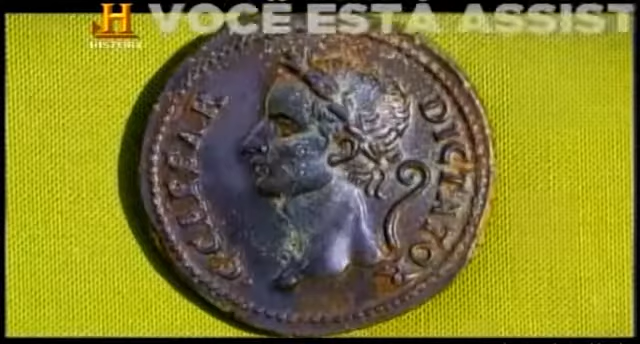 H
HISTORY
VOCÊ ESTÁ ASSIST
CAESAR
DICTATOR